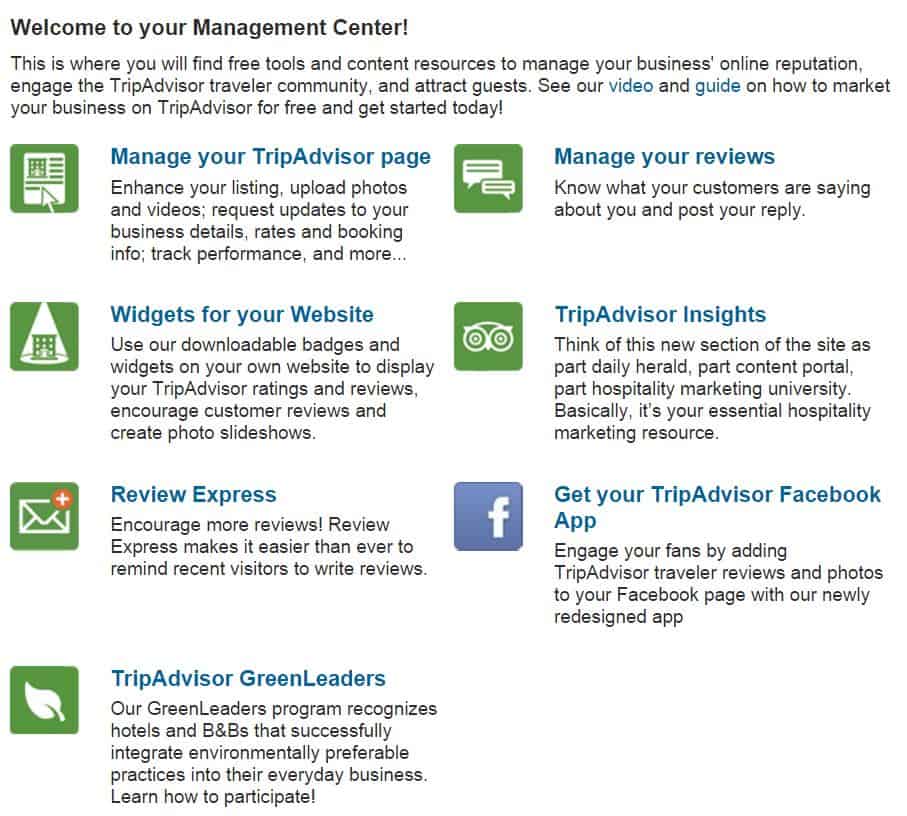 Welcome to your Management Center!
This is where you will find free tools and content resources to manage your business' online reputation,
engage the TripAdvisor traveler community, and attract guests. See our video and guide on how to market
your business on TripAdvisor for free and get started today!
Manage your TripAdvisor page
Enhance your listing, upload photos
and videos; request updates to your
business details, rates and booking
info; track performance, and more...
Manage your reviews
Know what your customers are saying
about you and post your reply.
Widgets for your Website
Use our downloadable badges and
widgets on your own website to display
your TripAdvisor ratings and reviews,
encourage customer reviews and
create photo slideshows.
TripAdvisor Insights
Think of this new section of the site as
part daily herald, part content portal,
part hospitality marketing university.
Basically, it's your essential hospitality
marketing resource.
Review Express
Encourage more reviews! Review
Express makes it easier than ever to
remind recent visitors to write reviews.
Get your TripAdvisor Facebook
App
Engage your fans by adding
TripAdvisor traveler reviews and photos
to your Facebook page with our newly
redesigned app
TripAdvisor GreenLeaders
Our GreenLeaders program recognizes
hotels and B&Bs that successfully
integrate environmentally preferable
practices into their everyday business.
Learn how to participate!